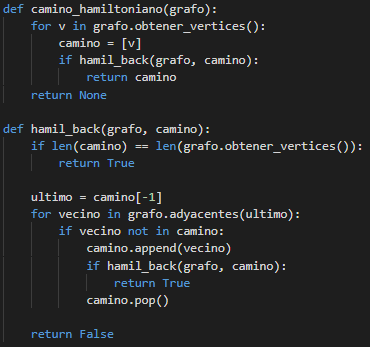 def camino_hamiltoniano(grafo):
    for v in grafo.obtener_vertices():
        camino = [v]
        if hamil_back(grafo, camino):
            return camino
    return None

def hamil_back(grafo, camino):
    if len(camino) == len(grafo.obtener_vertices()):
        return True

    ultimo = camino[-1]
    for vecino in grafo.adyacentes(ultimo):
        if vecino not in camino:
            camino.append(vecino)
            if hamil_back(grafo, camino):
                return True
            camino.pop()

    return False